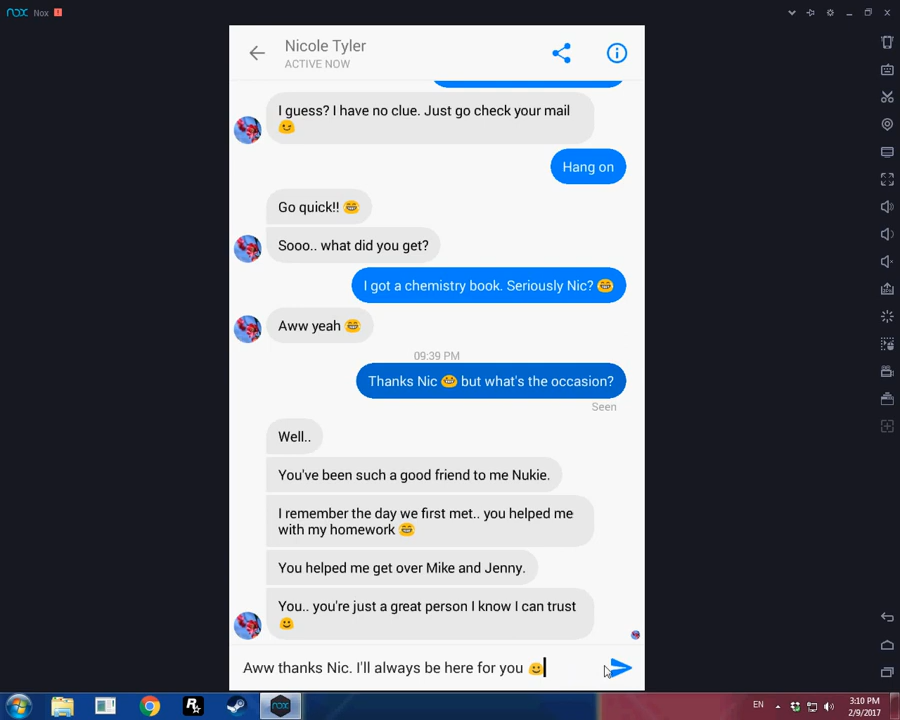 nox Nox
Nicole Tyler
ACTIVE NOW
I guess? I have no clue. Just go check your mail
😉
Hang on
Go quick!! 😂
Sooo.. what did you get?
I got a chemistry book. Seriously Nic? 😂
Aww yeah 😂
09:39 PM
Thanks Nic 😂 but what's the occasion?
Seen
Well..
You've been such a good friend to me Nukie.
I remember the day we first met.. you helped me
with my homework 😂
You helped me get over Mike and Jenny.
You.. you're just a great person I know I can trust
😊
Aww thanks Nic. I'll always be here for you 😊
R★
nox
EN
3:10 PM
2/9/2017